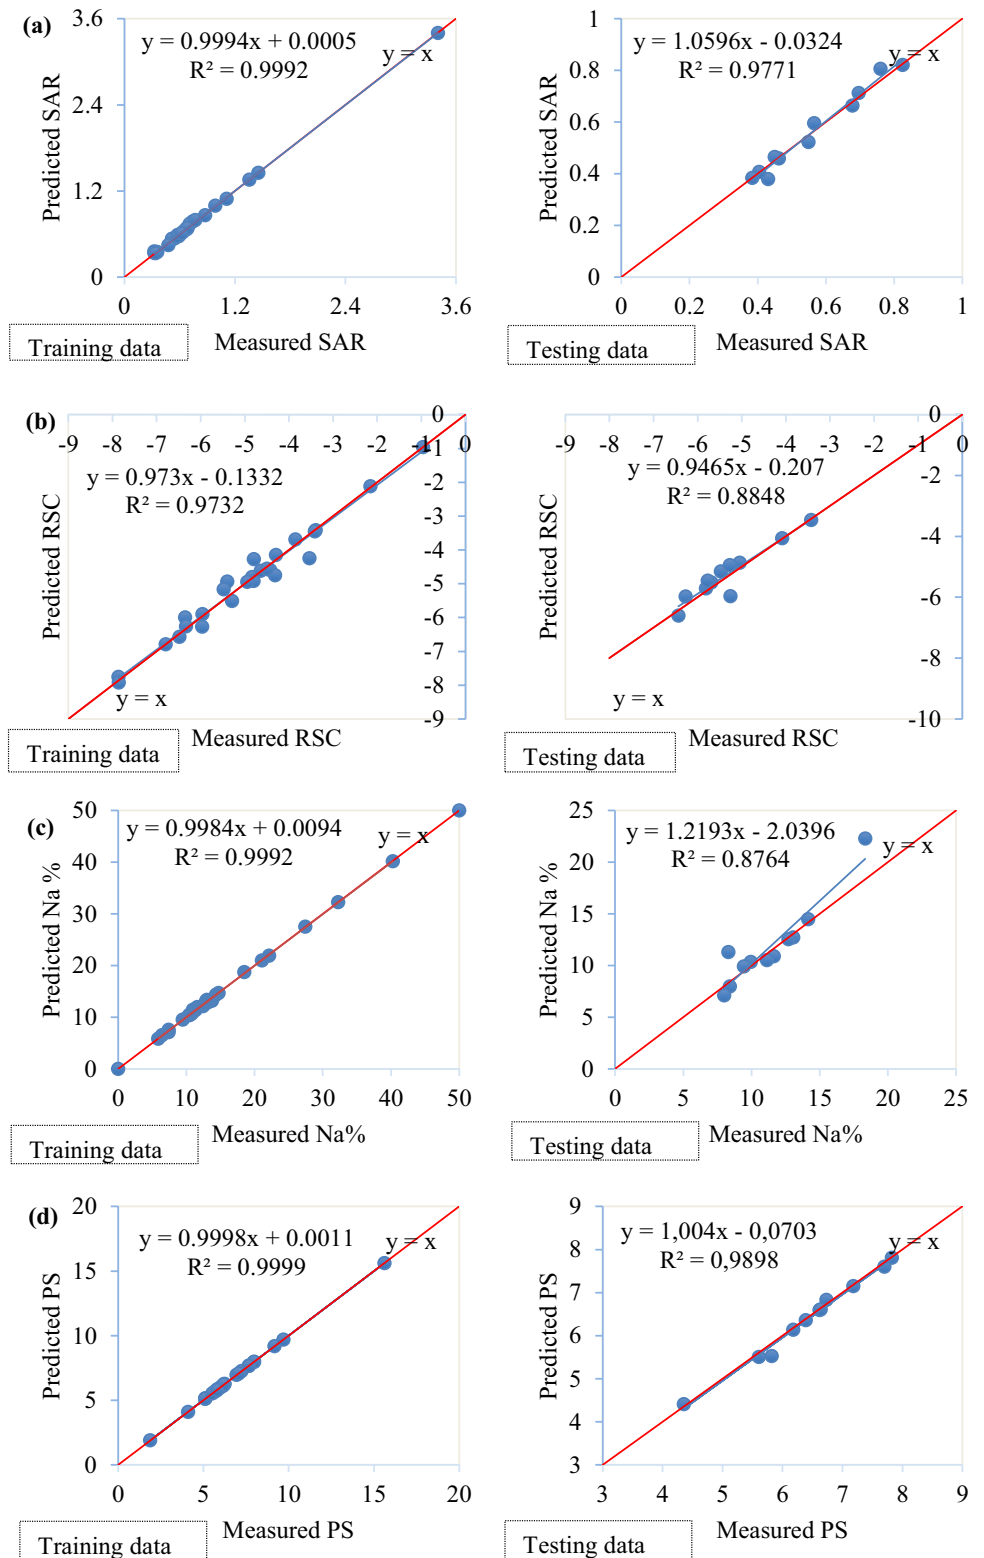 (a)
y = 0.9994x + 0.0005
R² = 0.9992
y = x
3.6
2.4
1.2
0
0 1.2 2.4 3.6
Predicted SAR
Measured SAR
Training data
y = 1.0596x - 0.0324
R² = 0.9771
y = x
1
0.8
0.6
0.4
0.2
0
0 0.2 0.4 0.6 0.8 1
Predicted SAR
Measured SAR
Testing data
(b)
0
-9 -8 -7 -6 -5 -4 -3 -2 -1 0
y = 0.973x - 0.1332
R² = 0.9732
-1
-2
-3
-4
-5
-6
-7
-8
-9
y = x
Predicted RSC
Measured RSC
Training data
0
-9 -8 -7 -6 -5 -4 -3 -2 -1 0
y = 0.9465x - 0.207
R² = 0.8848
-2
-4
-6
-8
-10
y = x
Predicted RSC
Measured RSC
Testing data
(c)
y = 0.9984x + 0.0094
R² = 0.9992
y = x
50
40
30
20
10
0
0 10 20 30 40 50
Predicted Na %
Measured Na%
Training data
y = 1.2193x - 2.0396
R² = 0.8764
y = x
25
20
15
10
5
0
0 5 10 15 20 25
Predicted Na %
Measured Na%
Testing data
(d)
y = 0.9998x + 0.0011
R² = 0.9999
y = x
20
15
10
5
0
0 5 10 15 20
Predicted PS
Measured PS
Training data
y = 1,004x - 0,0703
R² = 0,9898
y = x
9
8
7
6
5
4
3
3 4 5 6 7 8 9
Predicted PS
Measured PS
Testing data